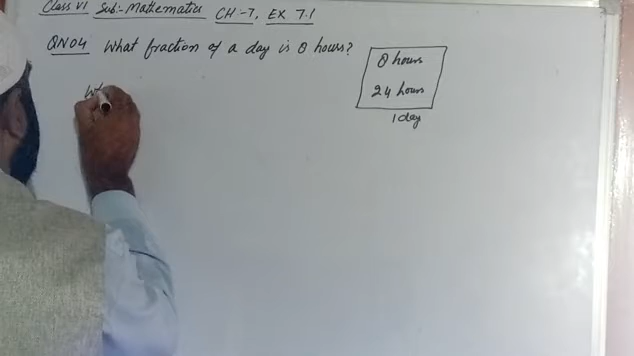 Class VI Sub:- Mathematics CH-7, EX 7.1
QNO4 What fraction of a day is 8 hours?
8 hours
24 hours
1 day